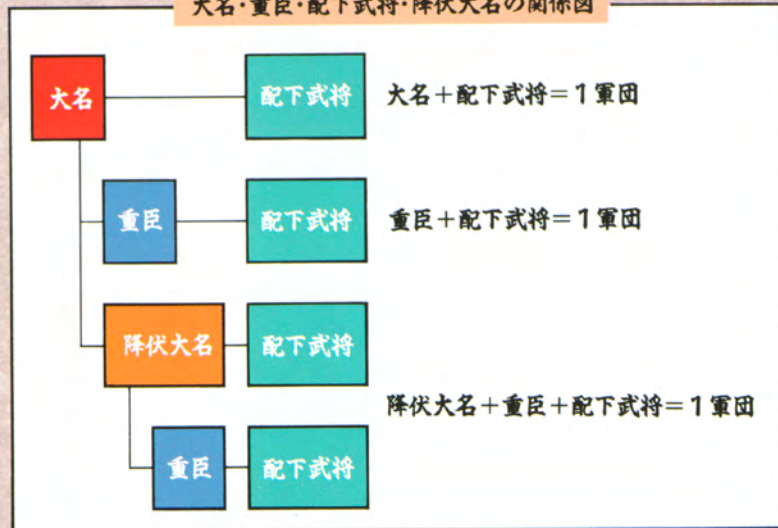 大名・重臣・配下武将・降伏大名の関係図
大名 配下武将 大名+配下武将=1軍団
重臣 配下武将 重臣+配下武将=1軍団
降伏大名 配下武将
降伏大名+重臣+配下武将=1軍団
重臣 配下武将